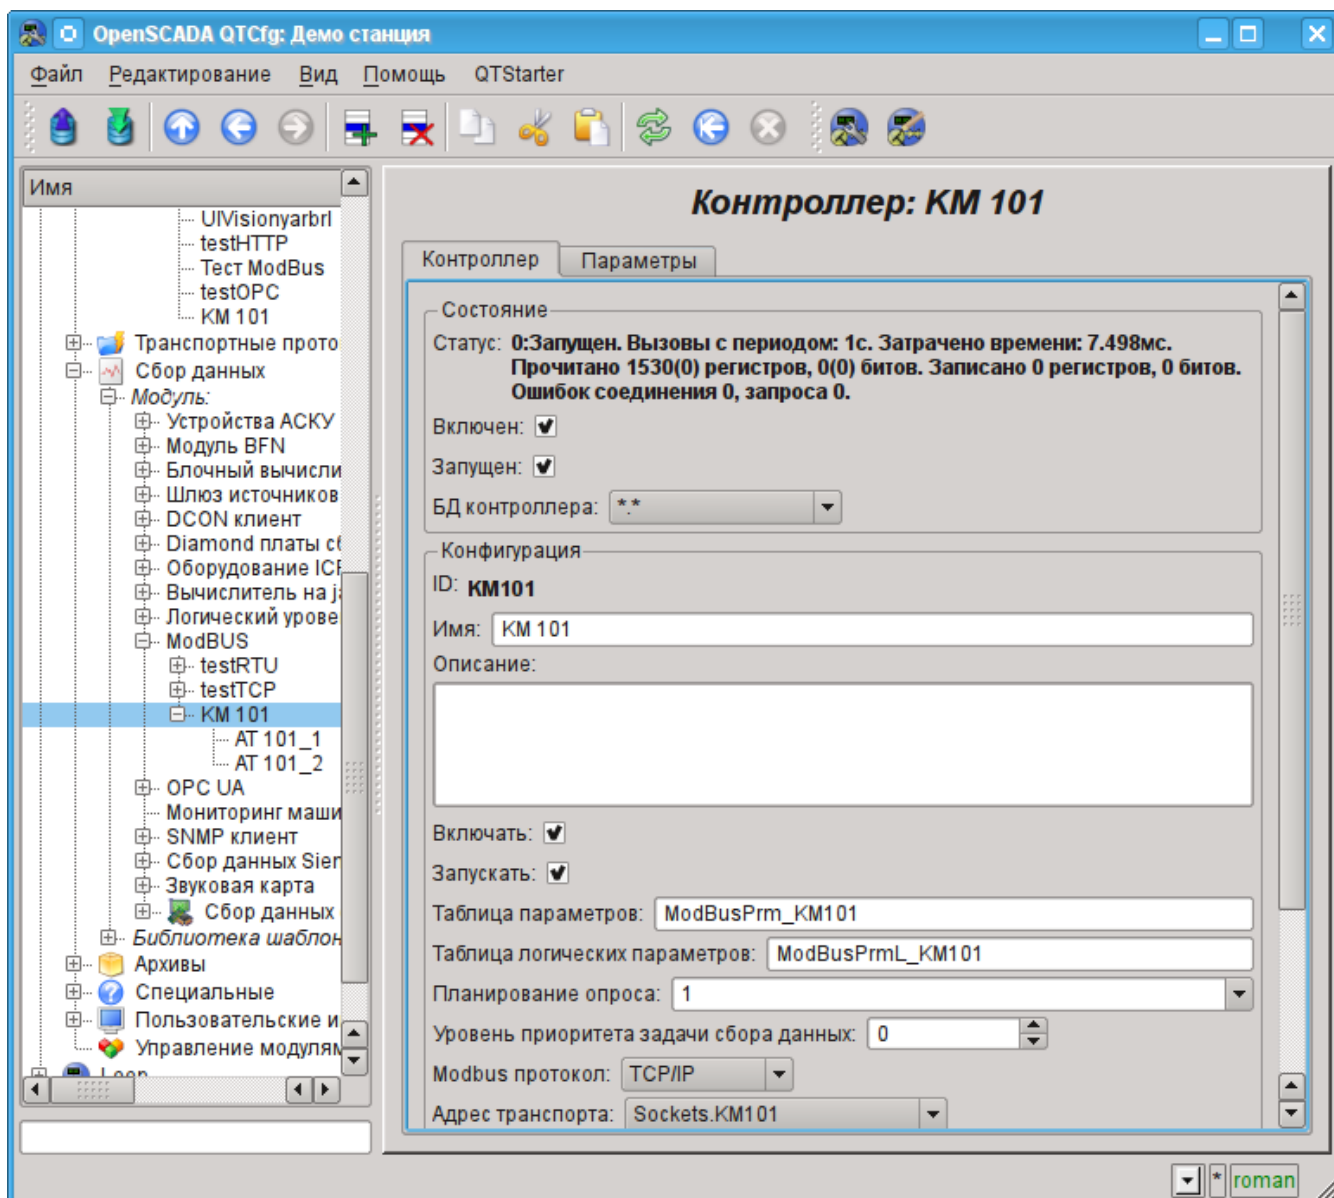 OpenSCADA QTCfg: Демо станция
Файл Редактирование Вид Помощь QTStarter
Имя
UIVisionyarbrl
testHTTP
Тест ModBus
testOPC
KM 101
Транспортные прото
Сбор данных
Модуль:
Устройства АСКУ
Модуль BFN
Блочный вычисли
Шлюз источников
DCON клиент
Diamond платы сб
Оборудование ICP
Вычислитель на ja
Логический урове
ModBUS
testRTU
testTCP
KM 101
AT 101_1
AT 101_2
OPC UA
Мониторинг маши
SNMP клиент
Сбор данных Sien
Звуковая карта
Сбор данных
Библиотека шаблон
Архивы
Специальные
Пользовательские и
Управление модулям
Loop
Контроллер: KM 101
Контроллер Параметры
Состояние
Статус: 0:Запущен. Вызовы с периодом: 1с. Затрачено времени: 7.498мс.
Прочитано 1530(0) регистров, 0(0) битов. Записано 0 регистров, 0 битов.
Ошибок соединения 0, запроса 0.
Включен:
Запущен:
БД контроллера: *.*
Конфигурация
ID: KM101
Имя: KM 101
Описание:
Включать:
Запускать:
Таблица параметров: ModBusPrm_KM101
Таблица логических параметров: ModBusPrmL_KM101
Планирование опроса: 1
Уровень приоритета задачи сбора данных: 0
Modbus протокол: TCP/IP
Адрес транспорта: Sockets.KM101
* roman